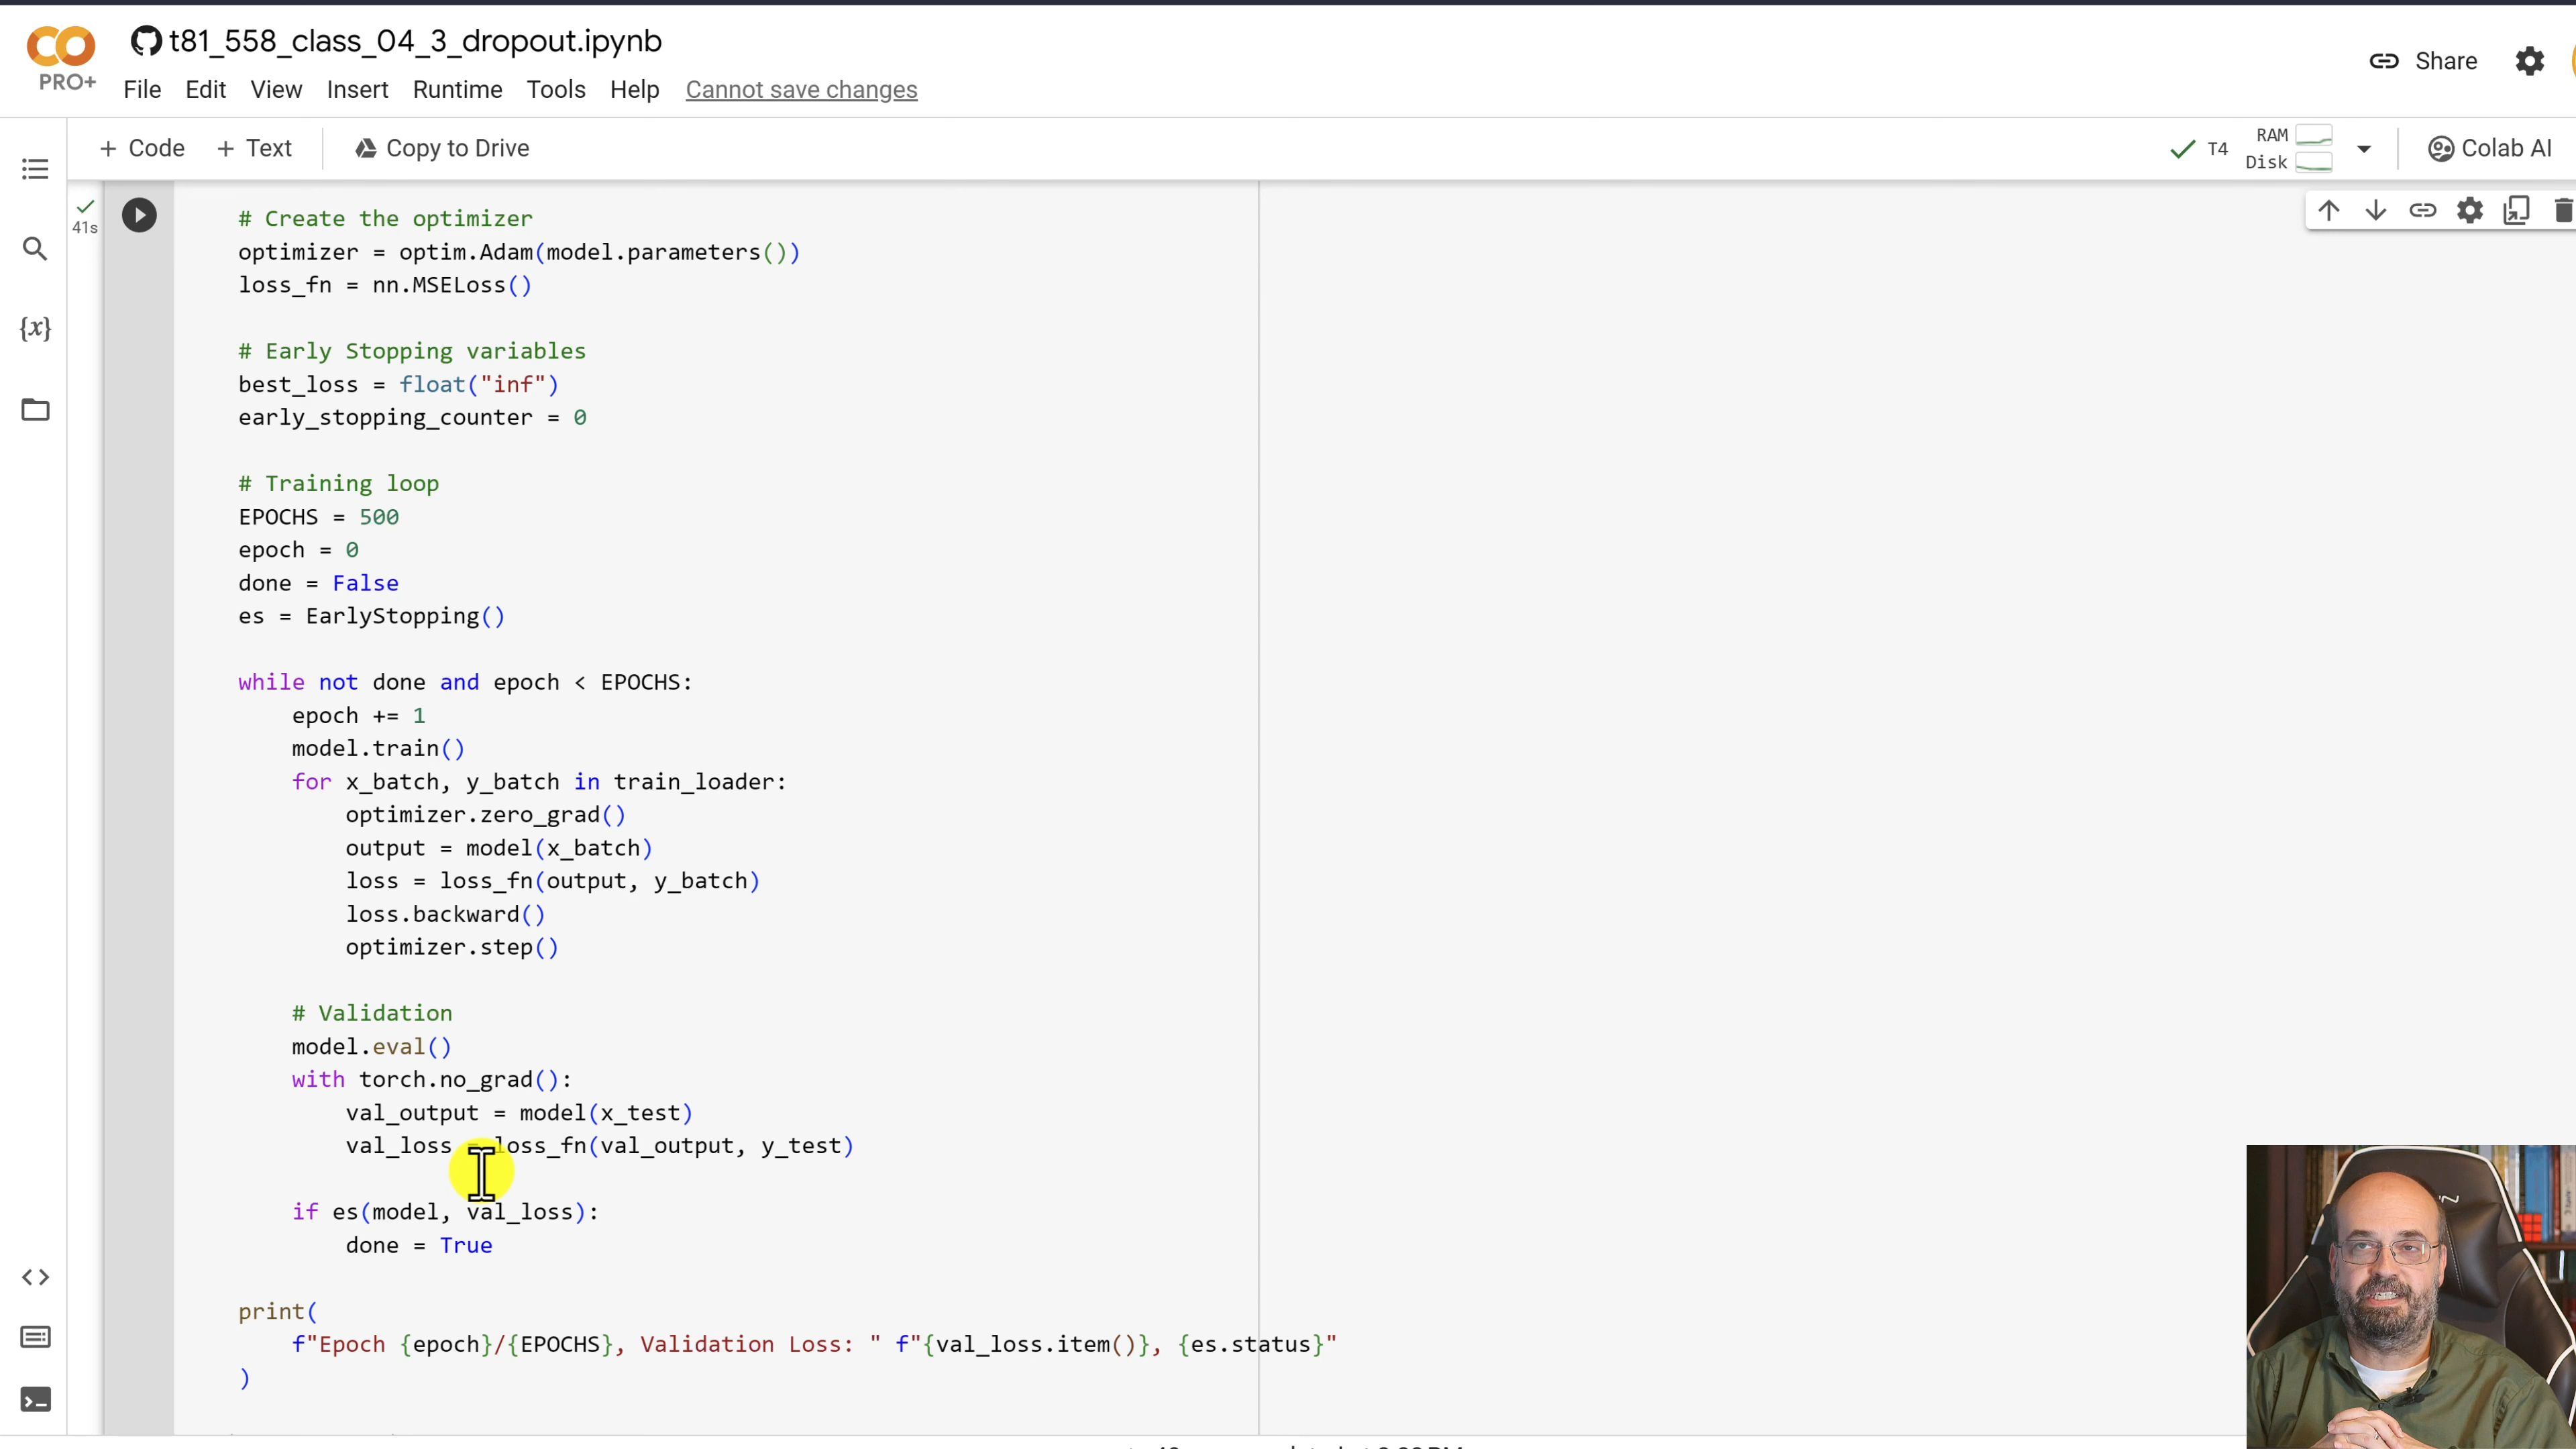 t81_558_class_04_3_dropout.ipynb
PRO+
File Edit View Insert Runtime Tools Help Cannot save changes
Share
+ Code + Text Copy to Drive
T4 RAM Disk
Colab AI
41s
{x}
# Create the optimizer
optimizer = optim.Adam(model.parameters())
loss_fn = nn.MSELoss()
# Early Stopping variables
best_loss = float("inf")
early_stopping_counter = 0
# Training loop
EPOCHS = 500
epoch = 0
done = False
es = EarlyStopping()
while not done and epoch < EPOCHS:
epoch += 1
model.train()
for x_batch, y_batch in train_loader:
optimizer.zero_grad()
output = model(x_batch)
loss = loss_fn(output, y_batch)
loss.backward()
optimizer.step()
# Validation
model.eval()
with torch.no_grad():
val_output = model(x_test)
val_loss = loss_fn(val_output, y_test)
if es(model, val_loss):
done = True
print(
f"Epoch {epoch}/{EPOCHS}, Validation Loss: " f"{val_loss.item()}, {es.status}"
)